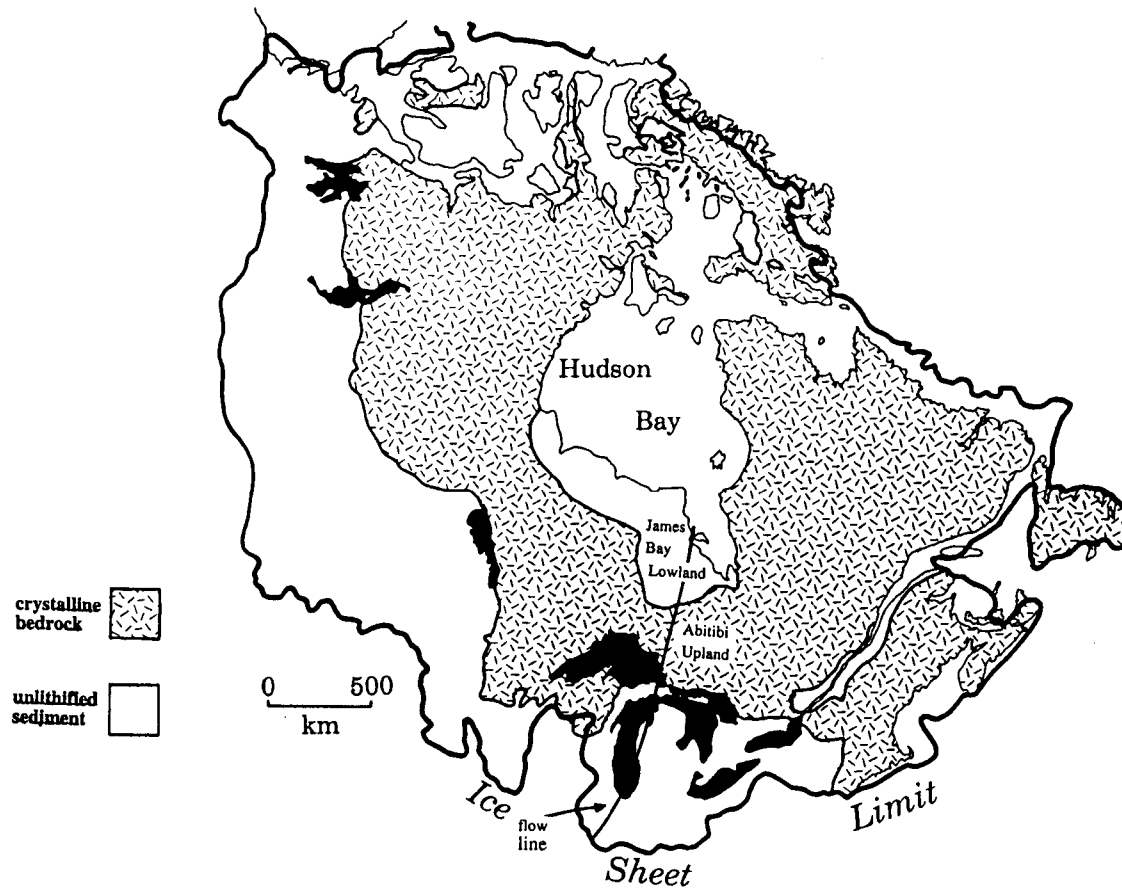 Hudson
Bay
James
Bay
Lowland
Abitibi
Upland
crystalline
bedrock
unlithified
sediment
0 500
km
flow
line
Ice
Sheet
Limit